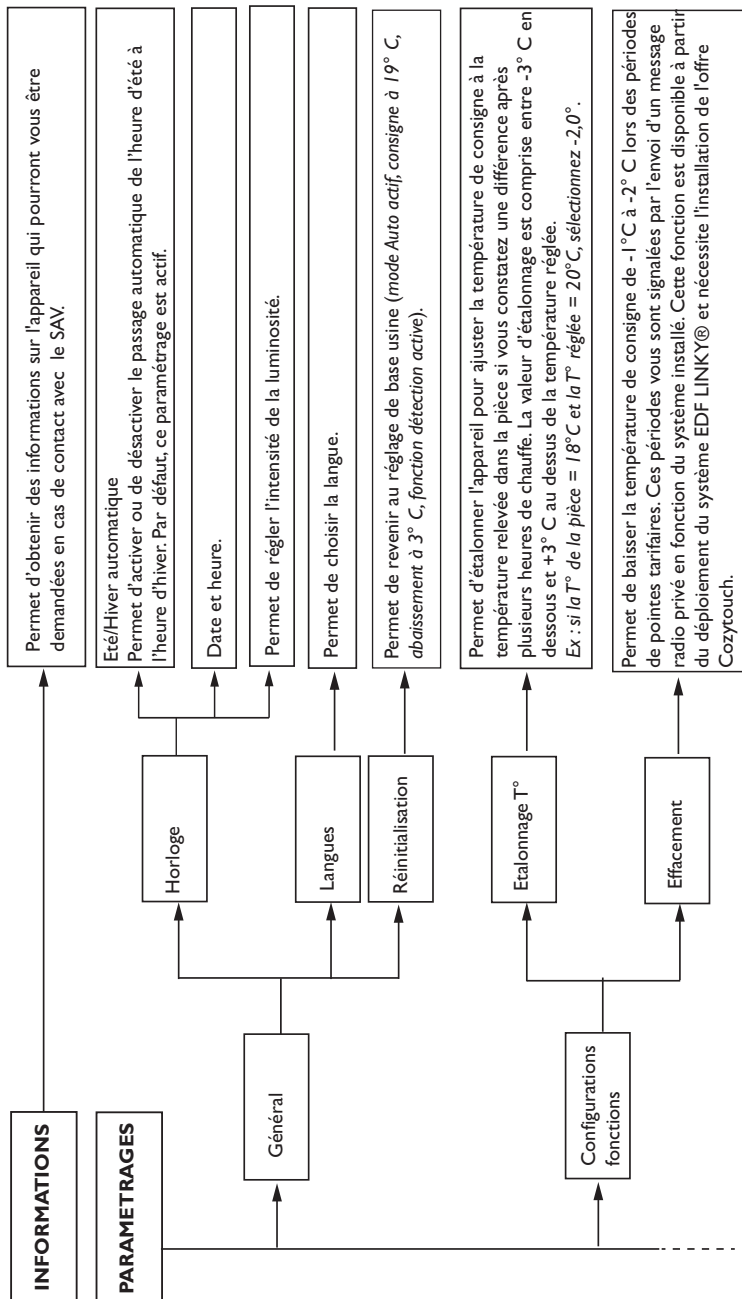 INFORMATIONS
Permet d'obtenir des informations sur l'appareil qui pourront vous être
demandées en cas de contact avec le SAV.
PARAMETRAGES
Général
Horloge
Eté/Hiver automatique
Permet d'activer ou de désactiver le passage automatique de l'heure d'été à
l'heure d'hiver. Par défaut, ce paramétrage est actif.
Date et heure.
Permet de régler l'intensité de la luminosité.
Langues
Permet de choisir la langue.
Réinitialisation
Permet de revenir au réglage de base usine (mode Auto actif, consigne à 19° C,
abaissement à 3° C, fonction détection active).
Configurations
fonctions
Etalonnage T°
Permet d'étalonner l'appareil pour ajuster la température de consigne à la
température relevée dans la pièce si vous constatez une différence après
plusieurs heures de chauffe. La valeur d'étalonnage est comprise entre -3° C en
dessous et +3° C au dessus de la température réglée.
Ex : si la T° de la pièce = 18°C et la T° réglée = 20°C, sélectionnez -2,0°.
Effacement
Permet de baisser la température de consigne de -1°C à -2° C lors des périodes
de pointes tarifaires. Ces périodes vous sont signalées par l'envoi d'un message
radio privé en fonction du système installé. Cette fonction est disponible à partir
du déploiement du système EDF LINKY® et nécessite l'installation de l'offre
Cozytouch.